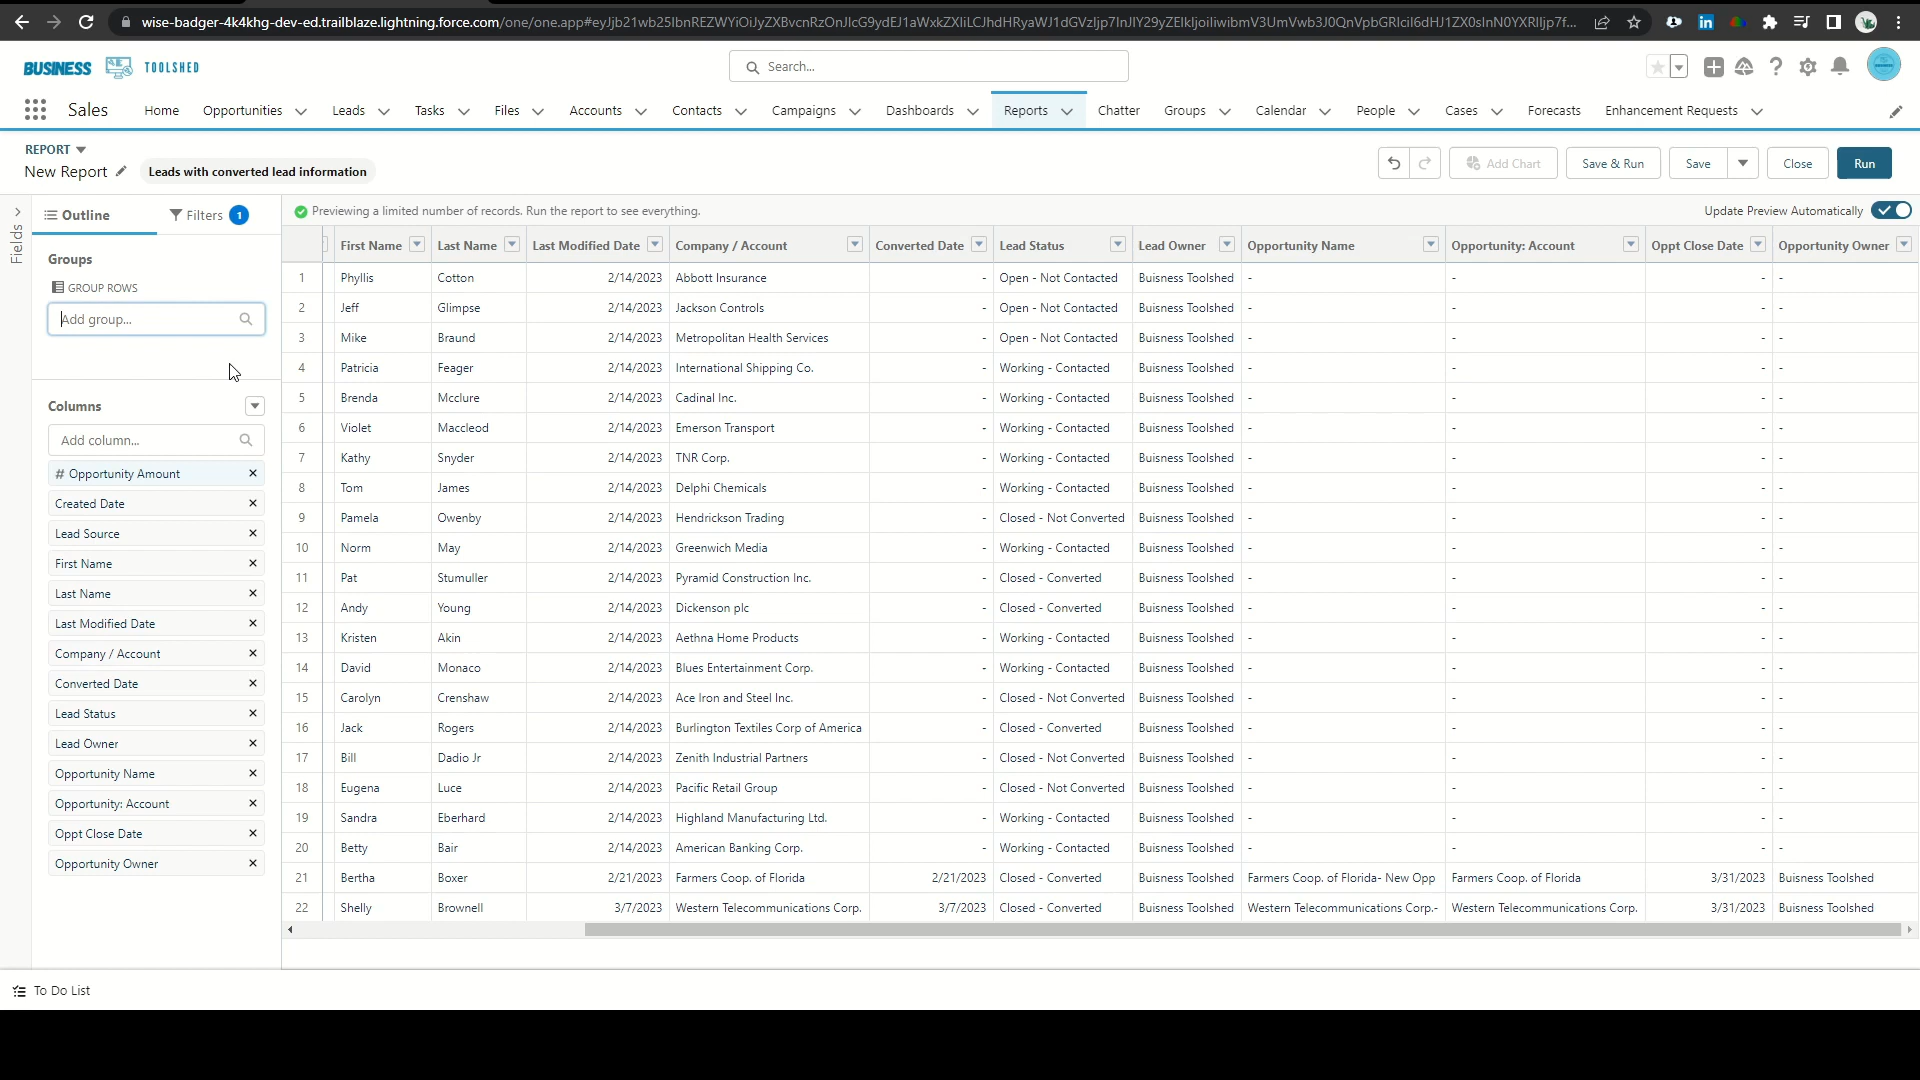 wise-badger-4k4khg-dev-ed.trailblaze.lightning.force.com
BUSINESS TOOLSHED
Search...
Sales Home Opportunities Leads Tasks Files Accounts Contacts Campaigns Dashboards Reports Chatter Groups Calendar People Cases Forecasts Enhancement Requests
REPORT
New Report Leads with converted lead information
Add Chart Save & Run Save Close Run
Fields
Outline Filters 1
Previewing a limited number of records. Run the report to see everything. Update Preview Automatically
Groups
GROUP ROWS
Add group...
Columns
Add column...
# Opportunity Amount
Created Date
Lead Source
First Name
Last Name
Last Modified Date
Company / Account
Converted Date
Lead Status
Lead Owner
Opportunity Name
Opportunity: Account
Oppt Close Date
Opportunity Owner
First Name Last Name Last Modified Date Company / Account Converted Date Lead Status Lead Owner Opportunity Name Opportunity: Account Oppt Close Date Opportunity Owner
1 Phyllis Cotton 2/14/2023 Abbott Insurance - Open - Not Contacted Buisness Toolshed - - - -
2 Jeff Glimpse 2/14/2023 Jackson Controls - Open - Not Contacted Buisness Toolshed - - - -
3 Mike Braund 2/14/2023 Metropolitan Health Services - Open - Not Contacted Buisness Toolshed - - - -
4 Patricia Feager 2/14/2023 International Shipping Co. - Working - Contacted Buisness Toolshed - - - -
5 Brenda Mcclure 2/14/2023 Cadinal Inc. - Working - Contacted Buisness Toolshed - - - -
6 Violet Maccleod 2/14/2023 Emerson Transport - Working - Contacted Buisness Toolshed - - - -
7 Kathy Snyder 2/14/2023 TNR Corp. - Working - Contacted Buisness Toolshed - - - -
8 Tom James 2/14/2023 Delphi Chemicals - Working - Contacted Buisness Toolshed - - - -
9 Pamela Owenby 2/14/2023 Hendrickson Trading - Closed - Not Converted Buisness Toolshed - - - -
10 Norm May 2/14/2023 Greenwich Media - Working - Contacted Buisness Toolshed - - - -
11 Pat Stumuller 2/14/2023 Pyramid Construction Inc. - Closed - Converted Buisness Toolshed - - - -
12 Andy Young 2/14/2023 Dickenson plc - Closed - Converted Buisness Toolshed - - - -
13 Kristen Akin 2/14/2023 Aethna Home Products - Working - Contacted Buisness Toolshed - - - -
14 David Monaco 2/14/2023 Blues Entertainment Corp. - Working - Contacted Buisness Toolshed - - - -
15 Carolyn Crenshaw 2/14/2023 Ace Iron and Steel Inc. - Closed - Not Converted Buisness Toolshed - - - -
16 Jack Rogers 2/14/2023 Burlington Textiles Corp of America - Closed - Converted Buisness Toolshed - - - -
17 Bill Dadio Jr 2/14/2023 Zenith Industrial Partners - Closed - Not Converted Buisness Toolshed - - - -
18 Eugena Luce 2/14/2023 Pacific Retail Group - Closed - Not Converted Buisness Toolshed - - - -
19 Sandra Eberhard 2/14/2023 Highland Manufacturing Ltd. - Working - Contacted Buisness Toolshed - - - -
20 Betty Bair 2/14/2023 American Banking Corp. - Working - Contacted Buisness Toolshed - - - -
21 Bertha Boxer 2/21/2023 Farmers Coop. of Florida 2/21/2023 Closed - Converted Buisness Toolshed Farmers Coop. of Florida- New Opp Farmers Coop. of Florida 3/31/2023 Buisness Toolshed
22 Shelly Brownell 3/7/2023 Western Telecommunications Corp. 3/7/2023 Closed - Converted Buisness Toolshed Western Telecommunications Corp.- Western Telecommunications Corp. 3/31/2023 Buisness Toolshed
To Do List